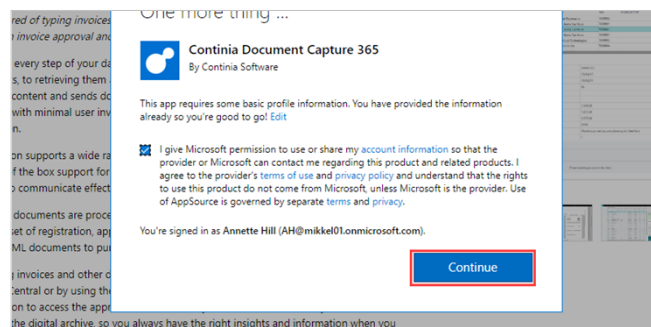 One more thing ...
red of typing invoices
invoice approval and
Continia Document Capture 365
By Continia Software
every step of your da
s, to retrieving them
content and sends do
with minimal user inv
n.
This app requires some basic profile information. You have provided the information
already so you're good to go! Edit
I give Microsoft permission to use or share my account information so that the
provider or Microsoft can contact me regarding this product and related products. I
agree to the provider's terms of use and privacy policy and understand that the rights
to use this product do not come from Microsoft, unless Microsoft is the provider. Use
of AppSource is governed by separate terms and privacy.
on supports a wide ra
f the box support for
communicate effect
documents are proce
set of registration, app
ML documents to pu
You're signed in as Annette Hill (AH@mikkel01.onmicrosoft.com).
Continue
invoices and other d
Central or by using the
on to access the appr
the digital archive, so you always have the right insights and information when you